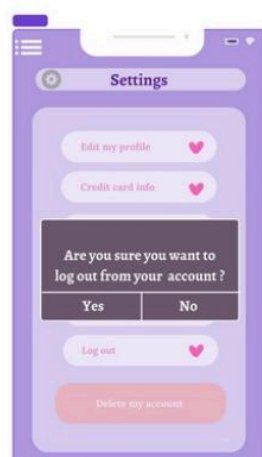 Settings
Edit my profile
Credit card info
Are you sure you want to
log out from your account ?
Yes No
Log out
Delete my account